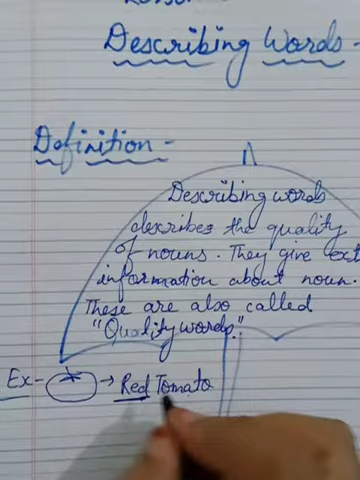 Describing Words -
Definition -
Describing words
describes the quality
of nouns. They give ext
information about noun.
These are also called
"Quality words."
Ex- → Red Tomato